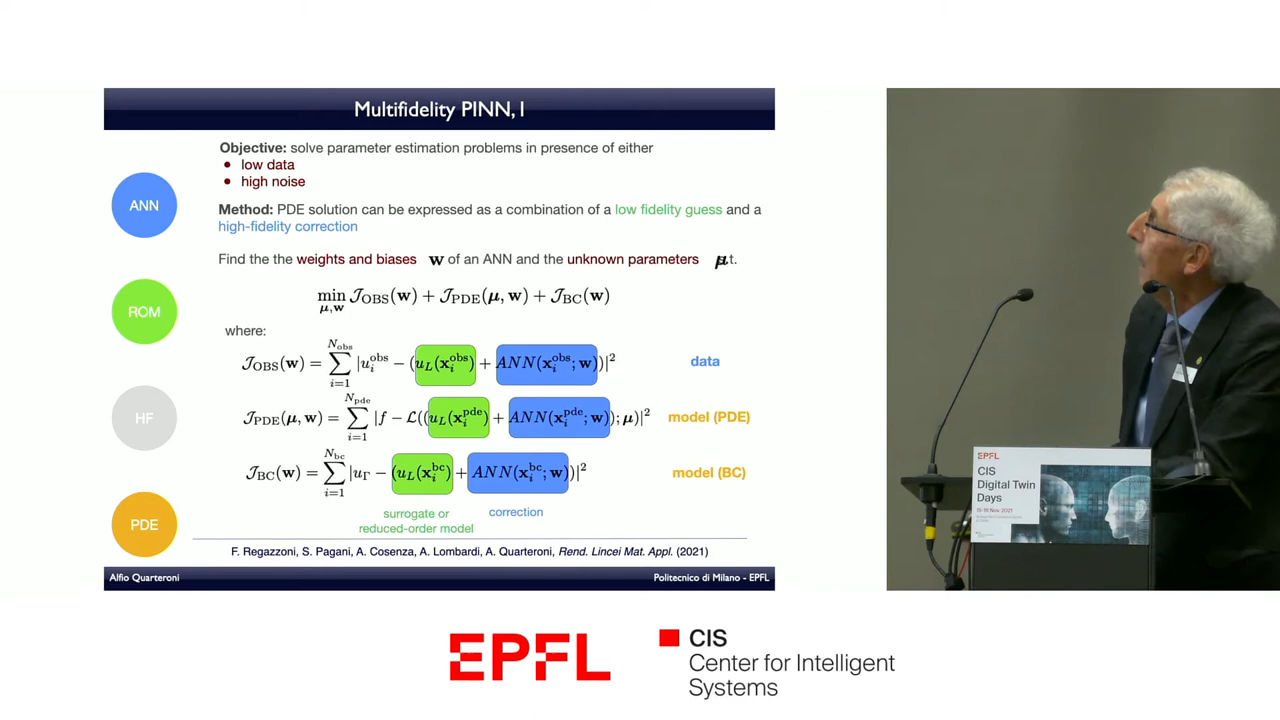 Multifidelity PINN, I
Objective: solve parameter estimation problems in presence of either
• low data
• high noise
ANN
Method: PDE solution can be expressed as a combination of a low fidelity guess and a
high-fidelity correction
Find the the weights and biases w of an ANN and the unknown parameters μ s.t.
ROM
min_{μ,w} J_OBS(w) + J_PDE(μ, w) + J_BC(w)
where:
J_OBS(w) = ∑_{i=1}^{N_obs} |u_i^obs − (u_L(x_i^obs) + ANN(x_i^obs; w))|^2 data
HF
J_PDE(μ, w) = ∑_{i=1}^{N_pde} |f − L((u_L(x_i^pde) + ANN(x_i^pde; w)); μ)|^2 model (PDE)
J_BC(w) = ∑_{i=1}^{N_bc} |u_Γ − (u_L(x_i^bc) + ANN(x_i^bc; w))|^2 model (BC)
PDE
surrogate or
reduced-order model
correction
F. Regazzoni, S. Pagani, A. Cosenza, A. Lombardi, A. Quarteroni, Rend. Lincei Mat. Appl. (2021)
Alfio Quarteroni
Politecnico di Milano - EPFL
EPFL
CIS
Digital Twin
Days
EPFL
CIS
Center for Intelligent
Systems